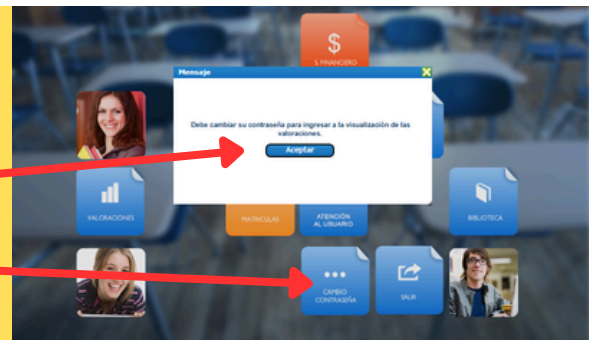 $
S. FINANCIERO
Mensaje
X
Debe cambiar su contraseña para ingresar a la visualización de las
valoraciones.
Aceptar
VALORACIONES
MATRICULAS
ATENCIÓN
AL USUARIO
BIBLIOTECA
CAMBIO
CONTRASEÑA
SALIR